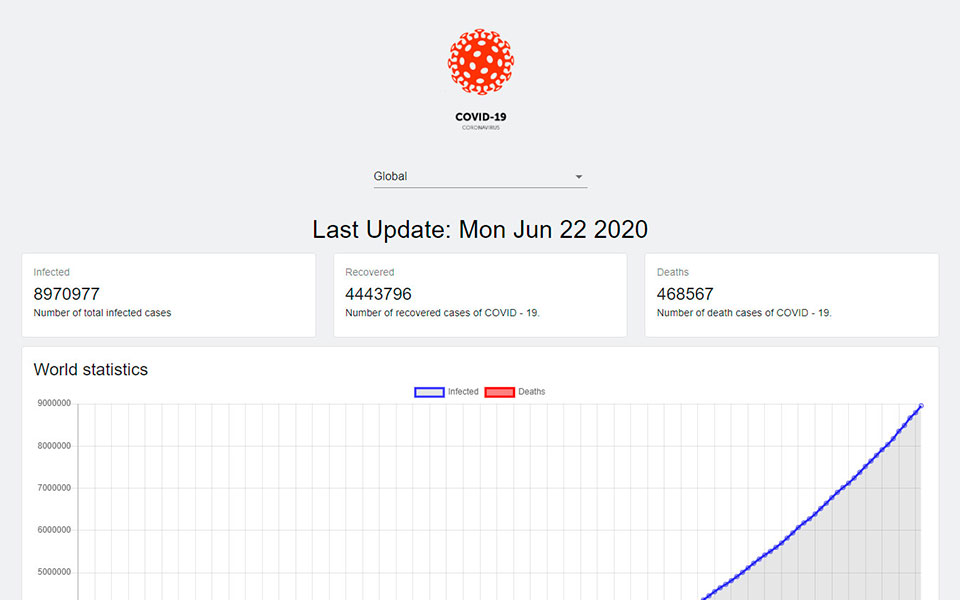 COVID-19
CORONAVIRUS
Global
Last Update: Mon Jun 22 2020
Infected
8970977
Number of total infected cases
Recovered
4443796
Number of recovered cases of COVID - 19.
Deaths
468567
Number of death cases of COVID - 19.
World statistics
Infected
Deaths
9000000
8000000
7000000
6000000
5000000